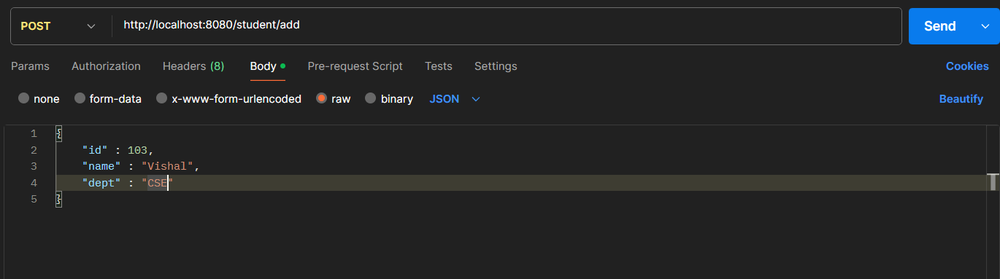 POST http://localhost:8080/student/add Send
Params Authorization Headers (8) Body Pre-request Script Tests Settings Cookies
none form-data x-www-form-urlencoded raw binary JSON Beautify
1 {
2 "id" : 103,
3 "name" : "Vishal",
4 "dept" : "CSE"
5 }